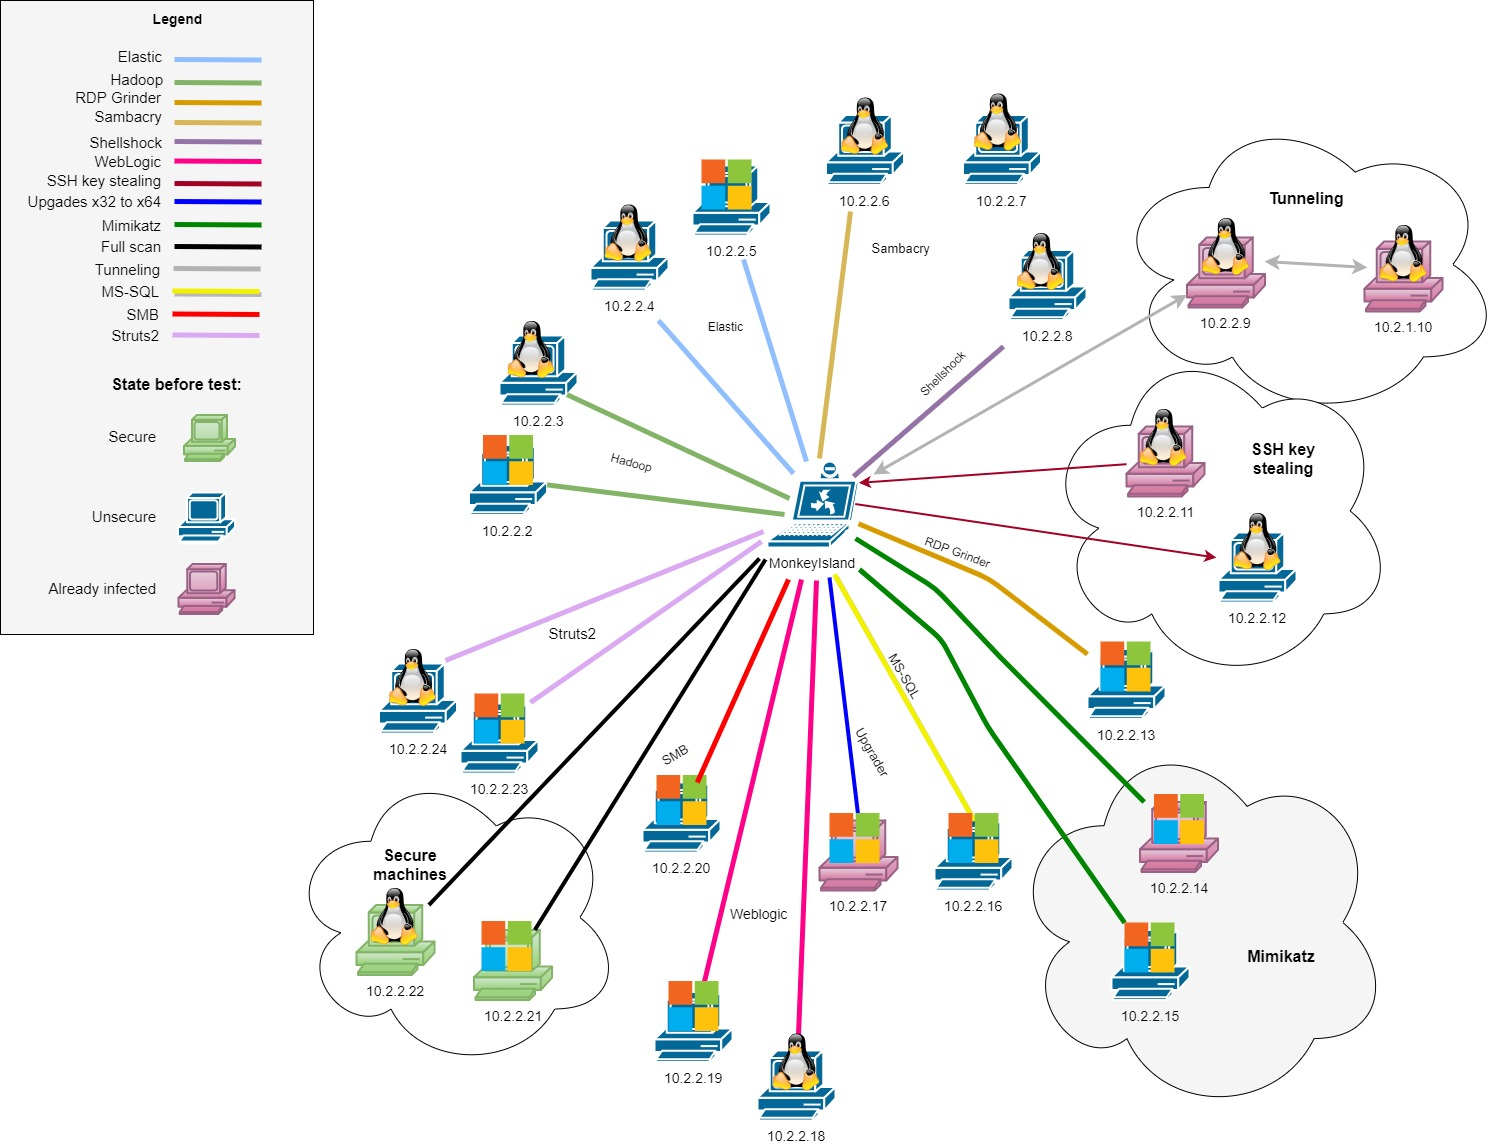 Legend
Elastic
Hadoop
RDP Grinder
Sambacry
Shellshock
WebLogic
SSH key stealing
Upgades x32 to x64
Mimikatz
Full scan
Tunneling
MS-SQL
SMB
Struts2
State before test:
Secure
Unsecure
Already infected
10.2.2.6
10.2.2.7
10.2.2.5
10.2.2.4
10.2.2.8
Sambacry
Elastic
Shellshock
Tunneling
10.2.2.9
10.2.1.10
10.2.2.3
10.2.2.2
Hadoop
SSH key
stealing
10.2.2.11
10.2.2.12
MonkeyIsland
RDP Grinder
10.2.2.13
Struts2
10.2.2.24
10.2.2.23
SMB
10.2.2.20
Upgrader
10.2.2.17
MS-SQL
10.2.2.16
10.2.2.14
Mimikatz
10.2.2.15
Secure
machines
10.2.2.22
10.2.2.21
Weblogic
10.2.2.19
10.2.2.18